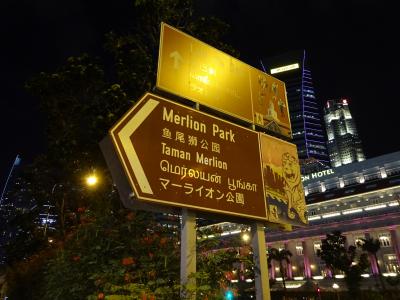 Merlion Park
鱼尾狮公园
Taman Merlion
மெர்லயன் பூங்கா
マーライオン公園
HOTEL